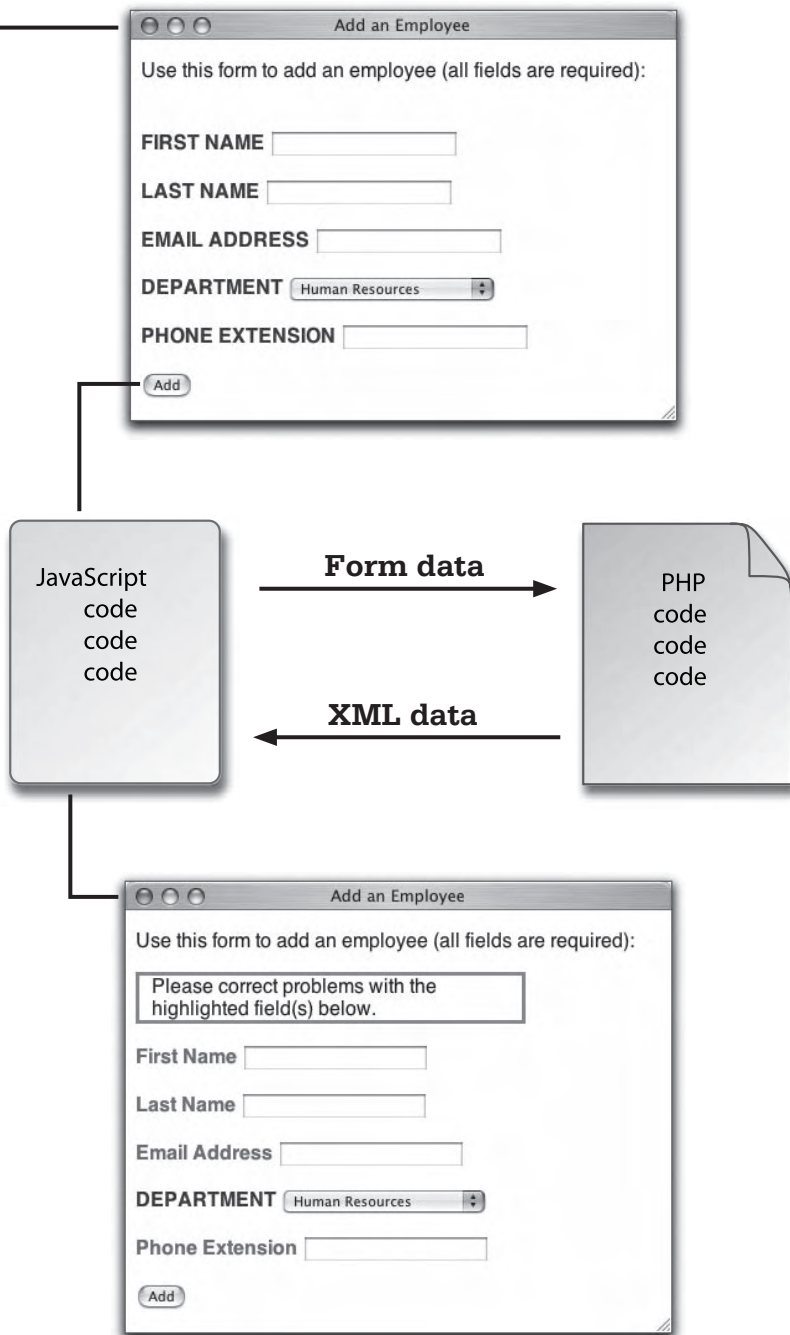 Add an Employee
Use this form to add an employee (all fields are required):
FIRST NAME
LAST NAME
EMAIL ADDRESS
DEPARTMENT Human Resources
PHONE EXTENSION
Add
JavaScript
code
code
code
Form data
XML data
PHP
code
code
code
Add an Employee
Use this form to add an employee (all fields are required):
Please correct problems with the
highlighted field(s) below.
First Name
Last Name
Email Address
DEPARTMENT Human Resources
Phone Extension
Add